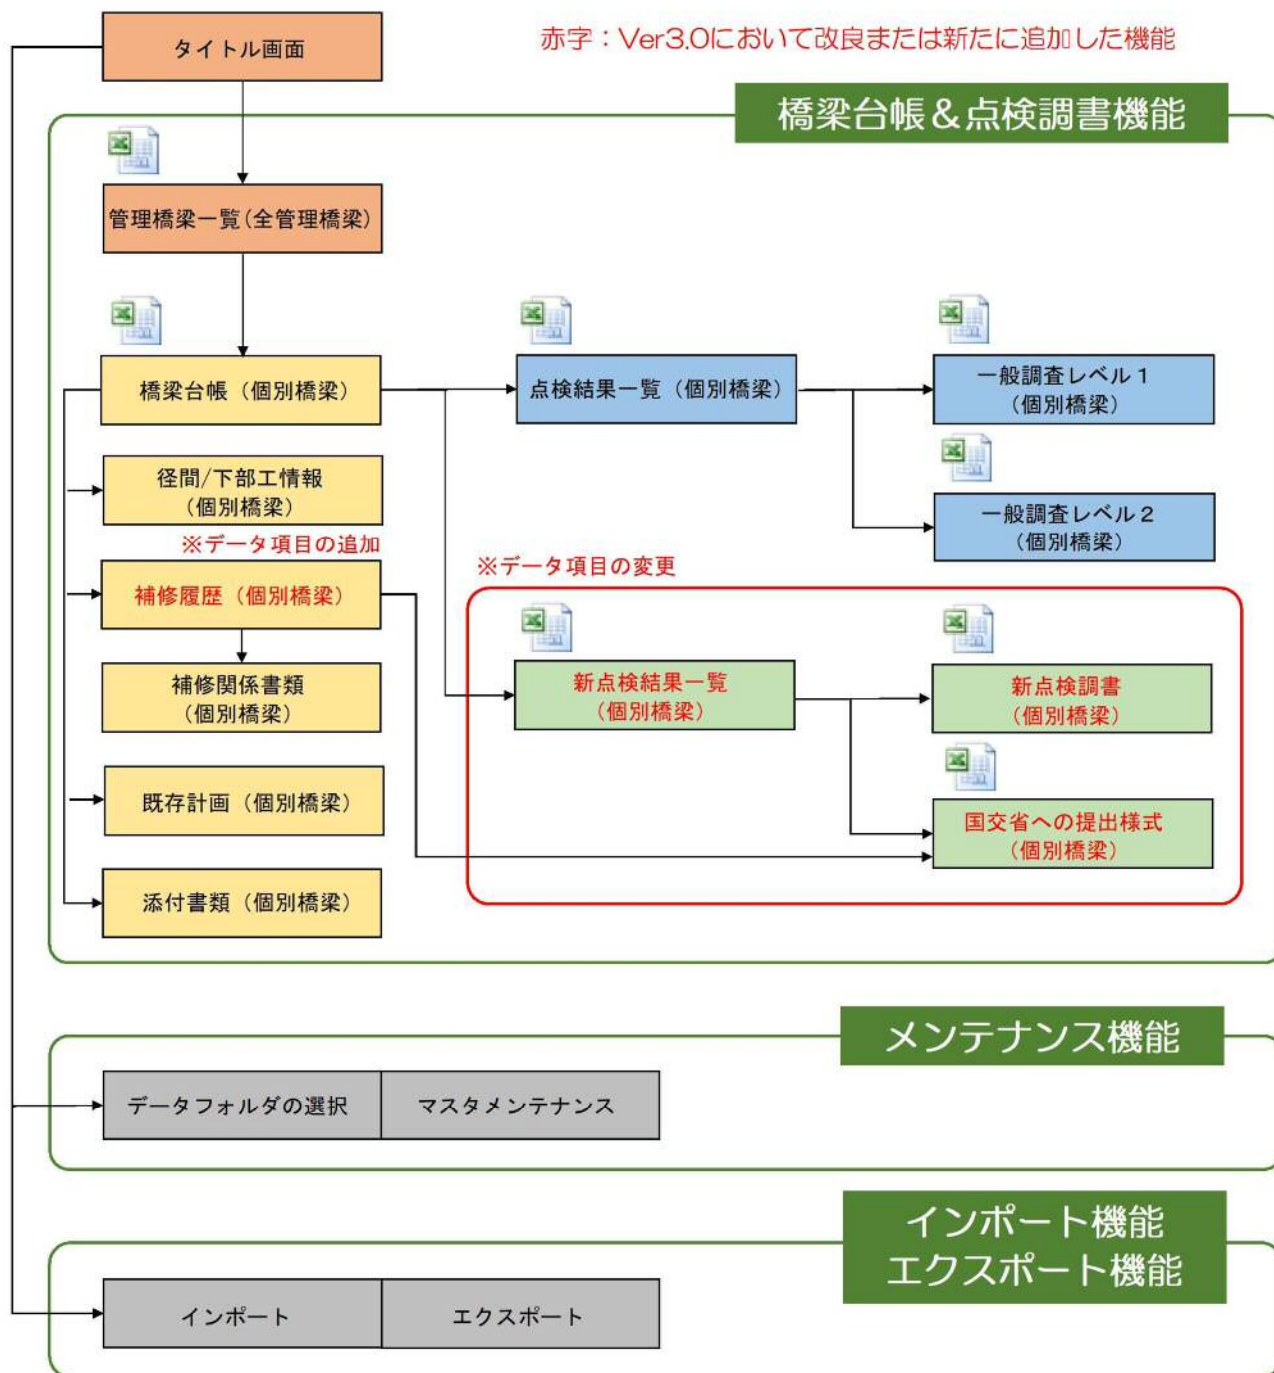 タイトル画面
赤字：Ver3.0において改良または新たに追加した機能
橋梁台帳＆点検調書機能
管理橋梁一覧(全管理橋梁)
橋梁台帳（個別橋梁）
点検結果一覧（個別橋梁）
一般調査レベル１
（個別橋梁）
径間/下部工情報
（個別橋梁）
一般調査レベル２
（個別橋梁）
※データ項目の追加
※データ項目の変更
補修履歴（個別橋梁）
補修関係書類
（個別橋梁）
新点検結果一覧
（個別橋梁）
新点検調書
（個別橋梁）
既存計画（個別橋梁）
国交省への提出様式
（個別橋梁）
添付書類（個別橋梁）
メンテナンス機能
データフォルダの選択
マスタメンテナンス
インポート機能
エクスポート機能
インポート
エクスポート